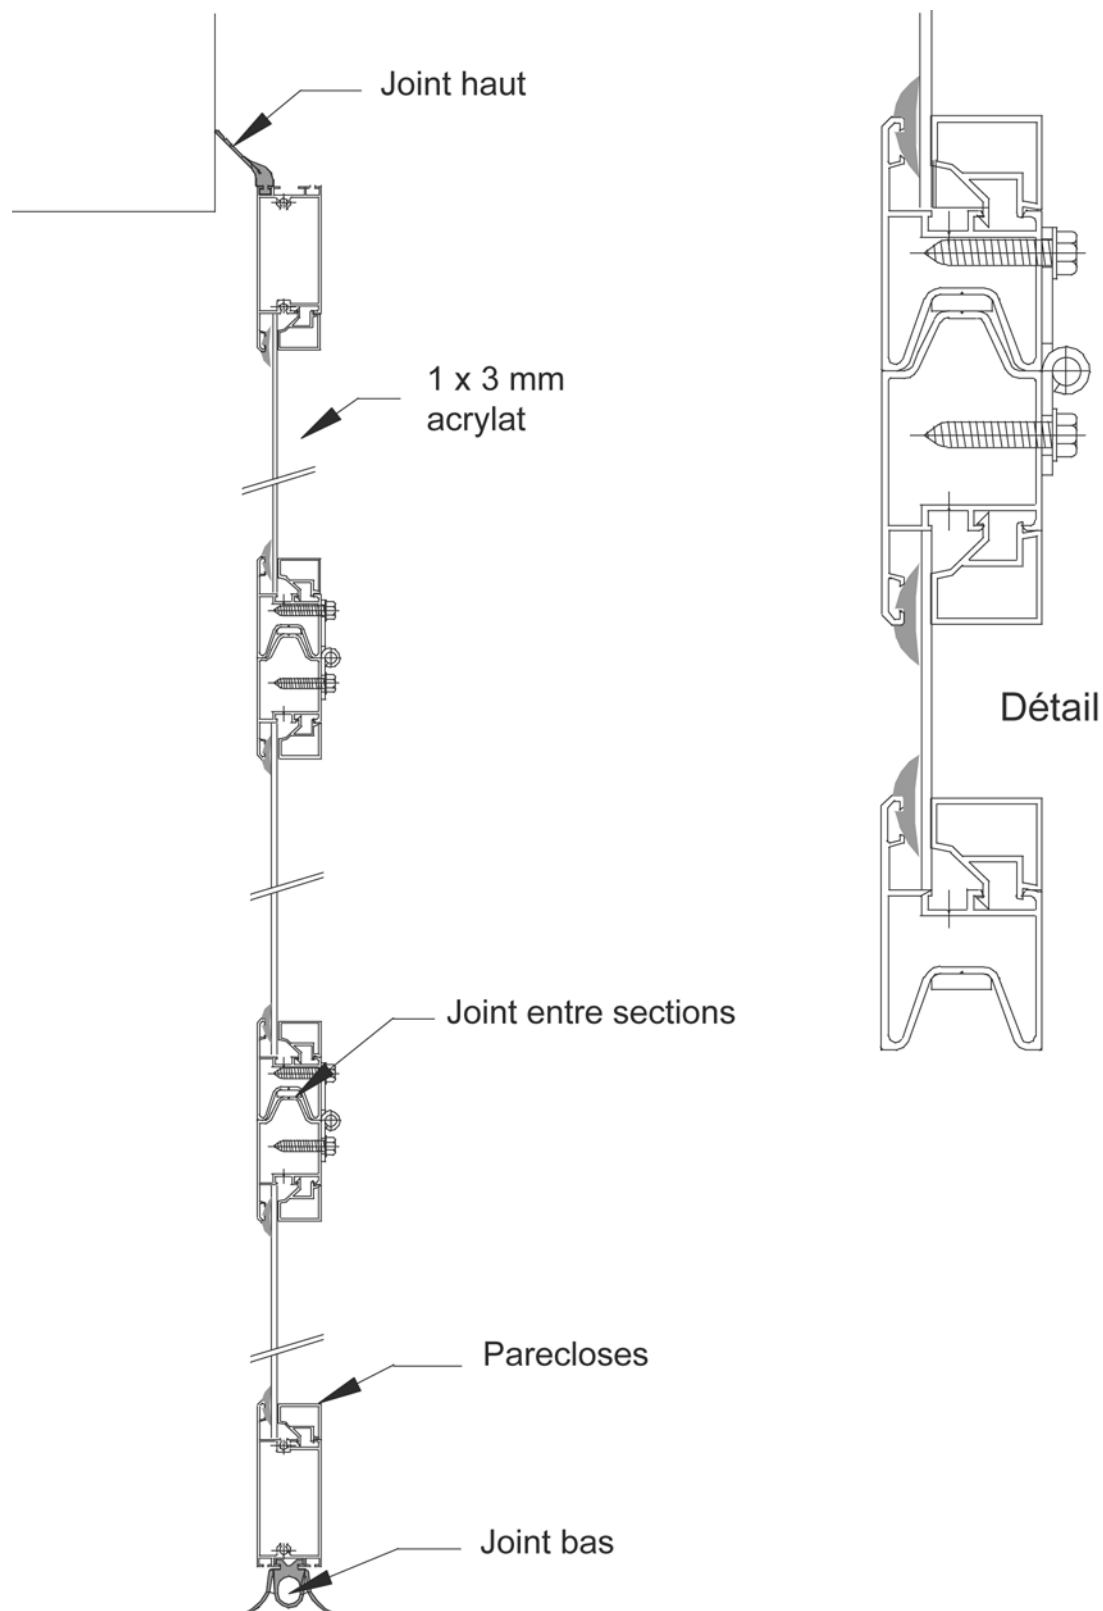 Joint haut
1 x 3 mm
acrylat
Détail
Joint entre sections
Parecloses
Joint bas